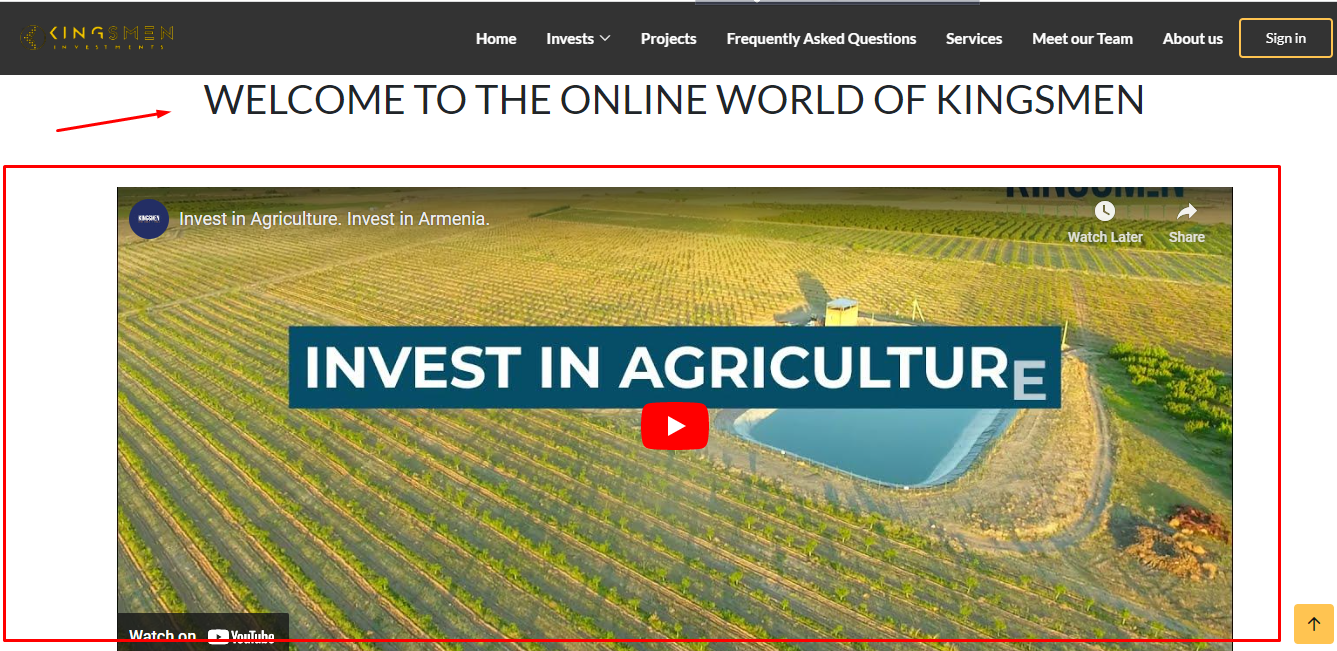 KINGSMEN
INVESTMENTS
Home Invests Projects Frequently Asked Questions Services Meet our Team About us Sign in
WELCOME TO THE ONLINE WORLD OF KINGSMEN
KINGSMEN
KINGSMEN Invest in Agriculture. Invest in Armenia.
Watch Later Share
INVEST IN AGRICULTURE
Watch on YouTube